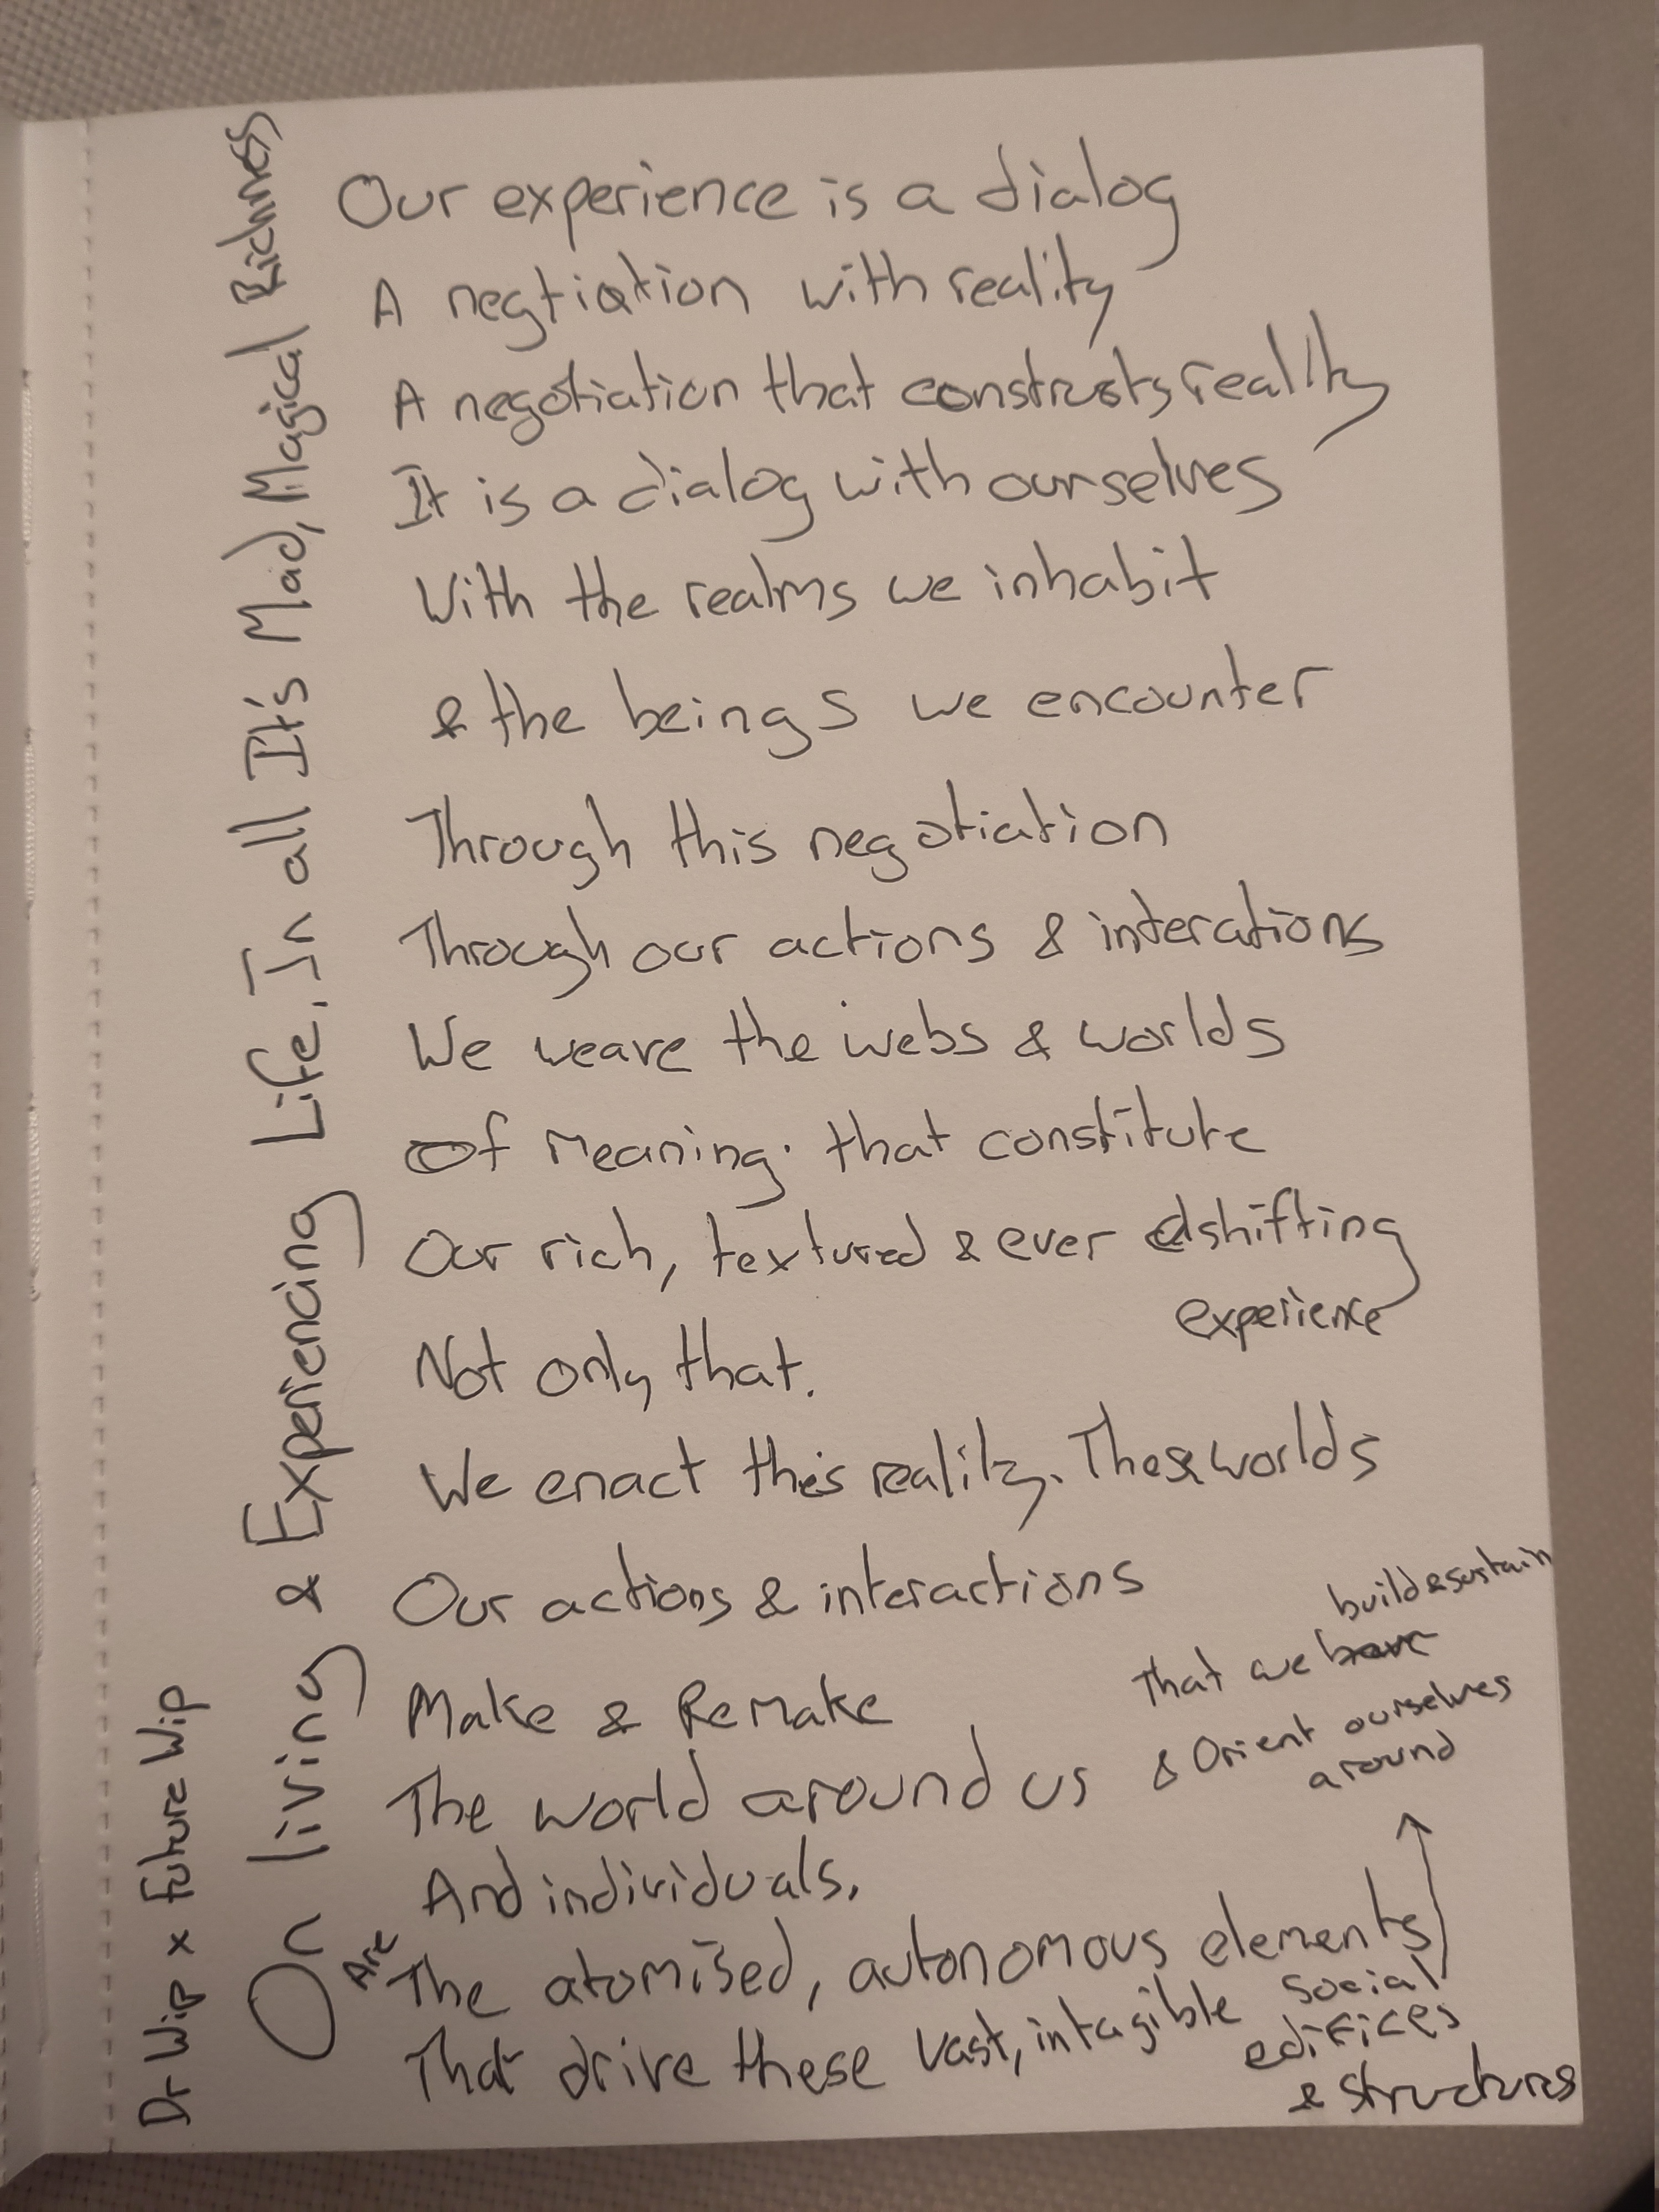 Dr Wip x Future Wip
On living & Experiencing Life, In all It's Mad, Magical Richness
Our experience is a dialog
A negtiation with reality
A negotiation that constructs reality
It is a dialog with ourselves
With the realms we inhabit
& the beings we encounter
Through this negotiation
Through our actions & interations
We weave the webs & worlds
Of meaning. that constitute
Our rich, textured & ever shifting
experience
Not only that.
We enact this reality. These worlds
Our actions & interactions
Make & Remake
The world around us
And individuals.
Are
The atomised, autonomous elements
That drive these vast, intagible social
edifices
& structures
build & sustain
That we
& Orient ourselves
around